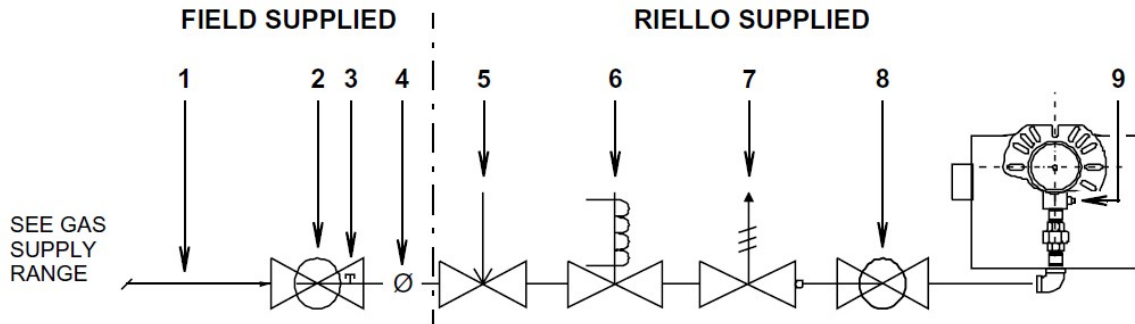 FIELD SUPPLIED
RIELLO SUPPLIED
1 2 3 4 5 6 7 8 9
SEE GAS
SUPPLY
RANGE
T
Ø